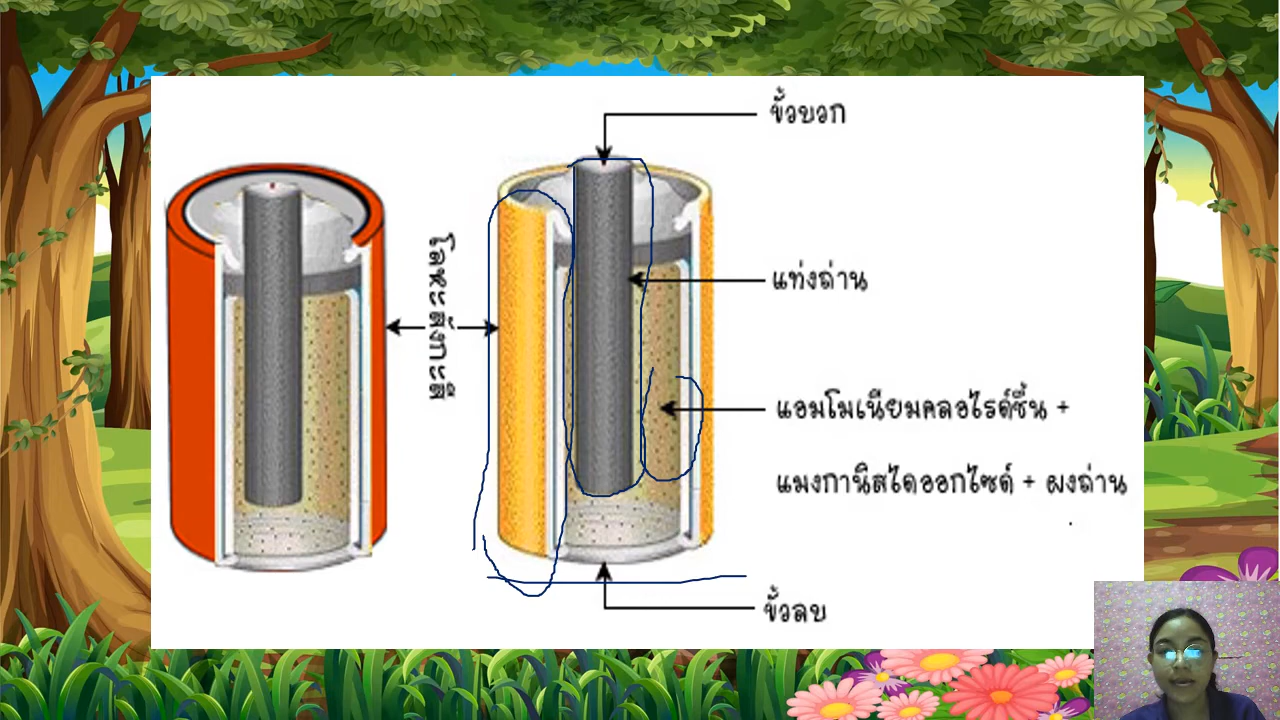 ขั้วบวก
แท่งถ่าน
โลหะสังกะสี
แอมโมเนียมคลอไรด์ชื้น +
แมงกานิสไดออกไซด์ + ผงถ่าน
ขั้วลบ